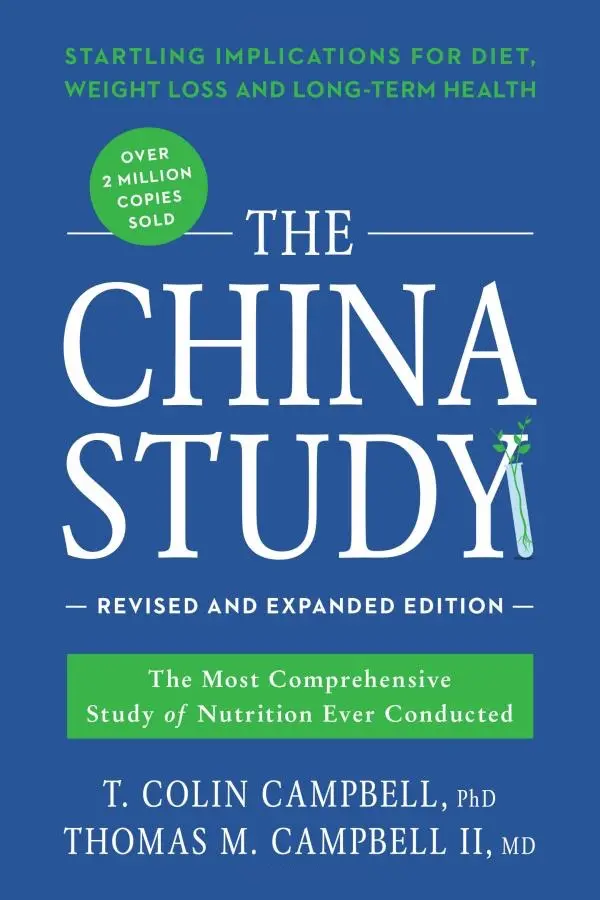 STARTLING IMPLICATIONS FOR DIET,
WEIGHT LOSS AND LONG-TERM HEALTH
OVER
2 MILLION
COPIES
SOLD
THE
CHINA
STUDY
— REVISED AND EXPANDED EDITION —
The Most Comprehensive
Study of Nutrition Ever Conducted
T. COLIN CAMPBELL, PhD
THOMAS M. CAMPBELL II, MD